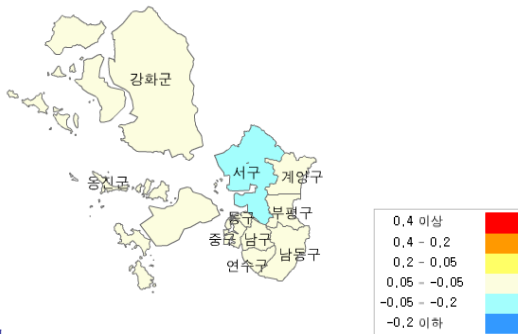 강화군
서구
계양구
옹진군
동구
부평구
중구
남구
남동구
연수구
0.4 이상
0.4 - 0.2
0.2 - 0.05
0.05 - -0.05
-0.05 - -0.2
-0.2 이하